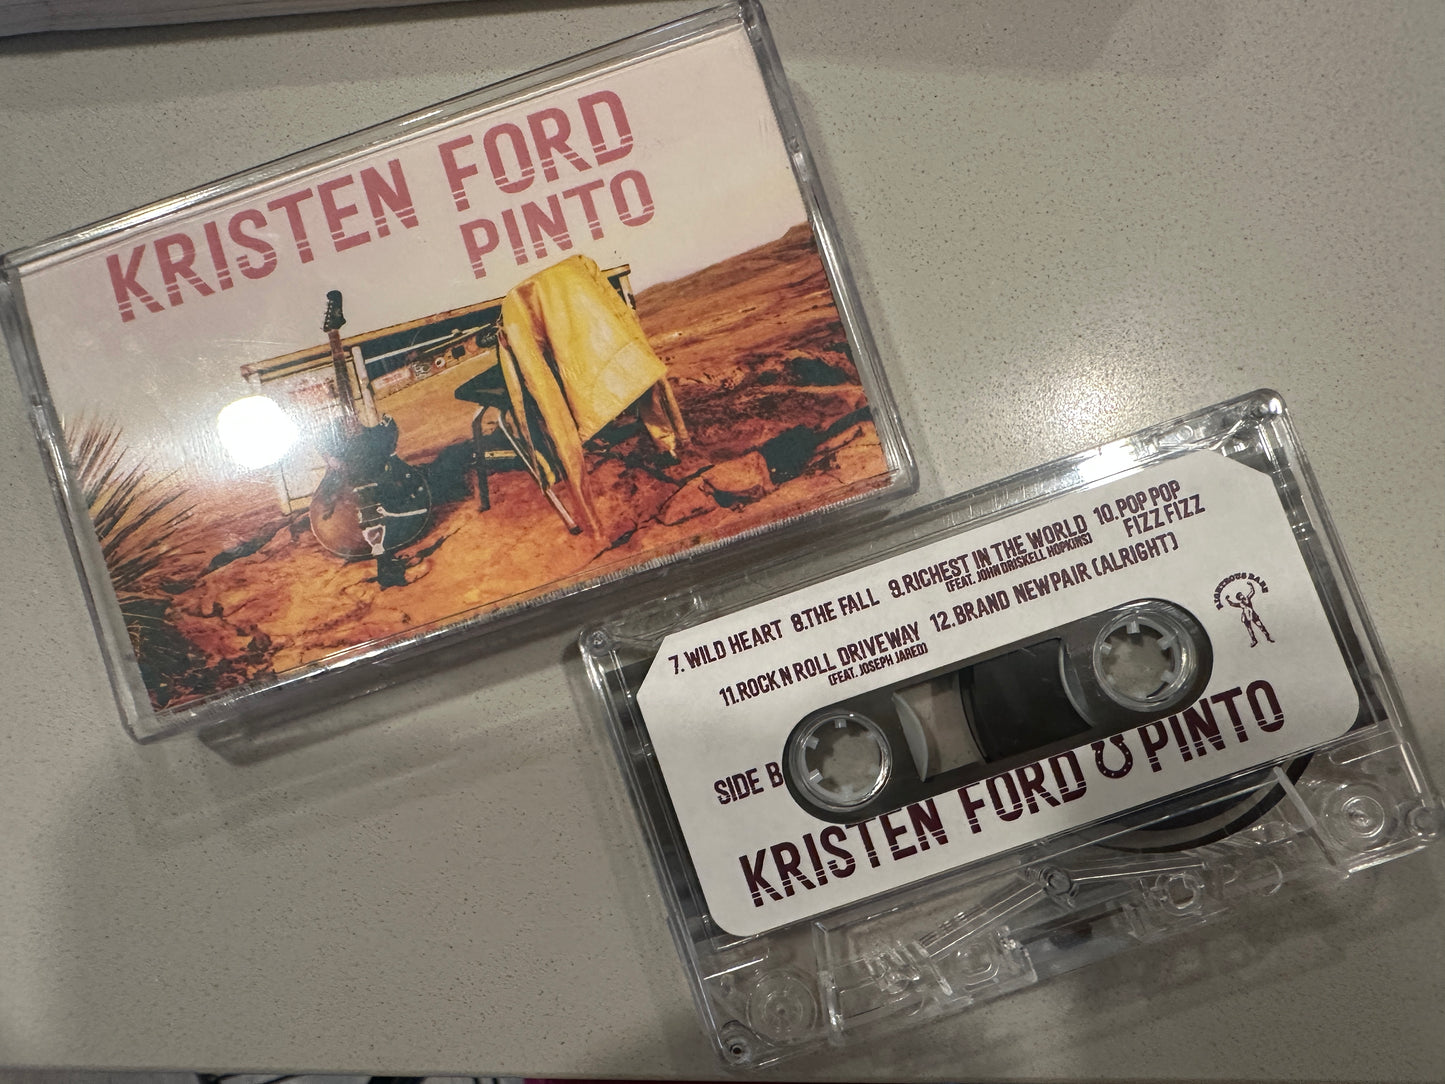 KRISTEN FORD
PINTO
7. WILD HEART 8. THE FALL 9. RICHEST IN THE WORLD 10. POP POP
(FEAT. JOHN DRISKELL HOPKINS) FIZZ FIZZ
11. ROCK N ROLL DRIVEWAY 12. BRAND NEW PAIR (ALRIGHT)
(FEAT. JOSEPH JARED)
RIGHTEOUS BABE
SIDE B
KRISTEN FORD PINTO